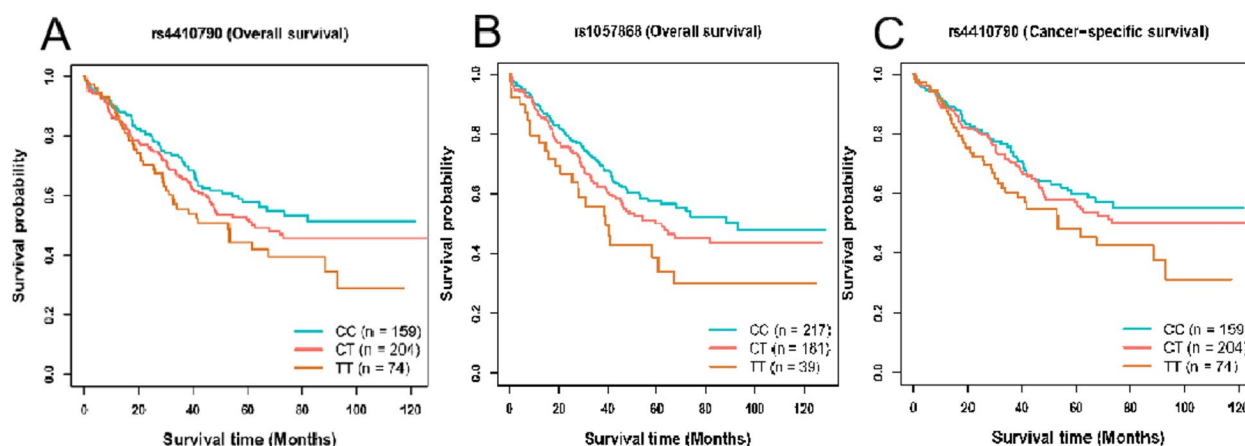 A
rs4410790 (Overall survival)
Survival probability
1.0
0.8
0.6
0.4
0.2
0.0
CC (n = 159)
CT (n = 204)
TT (n = 74)
0 20 40 60 80 100 120
Survival time (Months)
B
rs1057868 (Overall survival)
Survival probability
1.0
0.8
0.6
0.4
0.2
0.0
CC (n = 217)
CT (n = 181)
TT (n = 39)
0 20 40 60 80 100 120
Survival time (Months)
C
rs4410790 (Cancer-specific survival)
Survival probability
1.0
0.8
0.6
0.4
0.2
0.0
CC (n = 159
CT (n = 204)
TT (n = 74)
0 20 40 60 80 100 120
Survival time (Months)